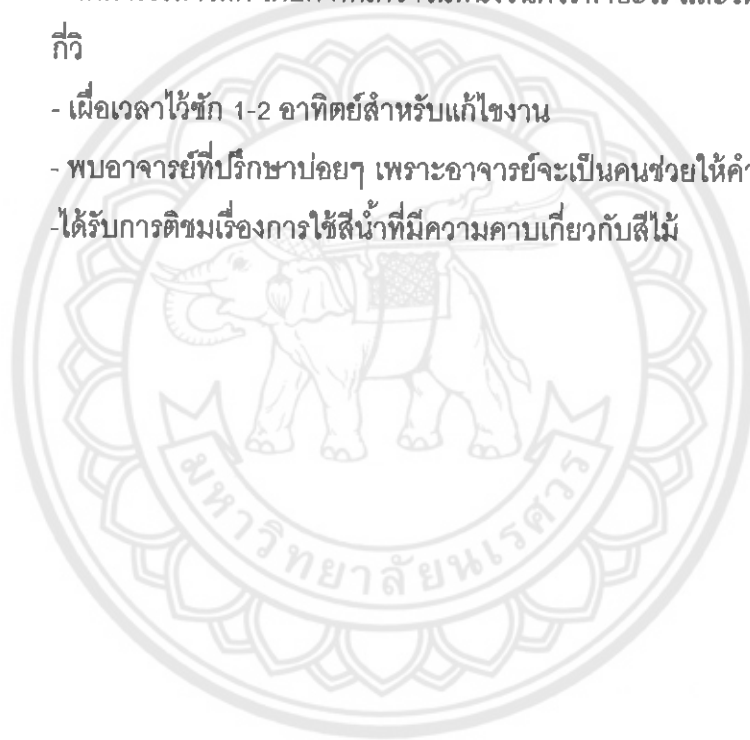 กี่วิ
- เผื่อเวลาไว้ซัก 1-2 อาทิตย์สำหรับแก้ไขงาน
- พบอาจารย์ที่ปรึกษาบ่อยๆ เพราะอาจารย์จะเป็นคนช่วยให้คำ
-ได้รับการติชมเรื่องการใช้สีน้ำที่มีความคาบเกี่ยวกับสีไม้
มหาวิทยาลัยนเรศวร